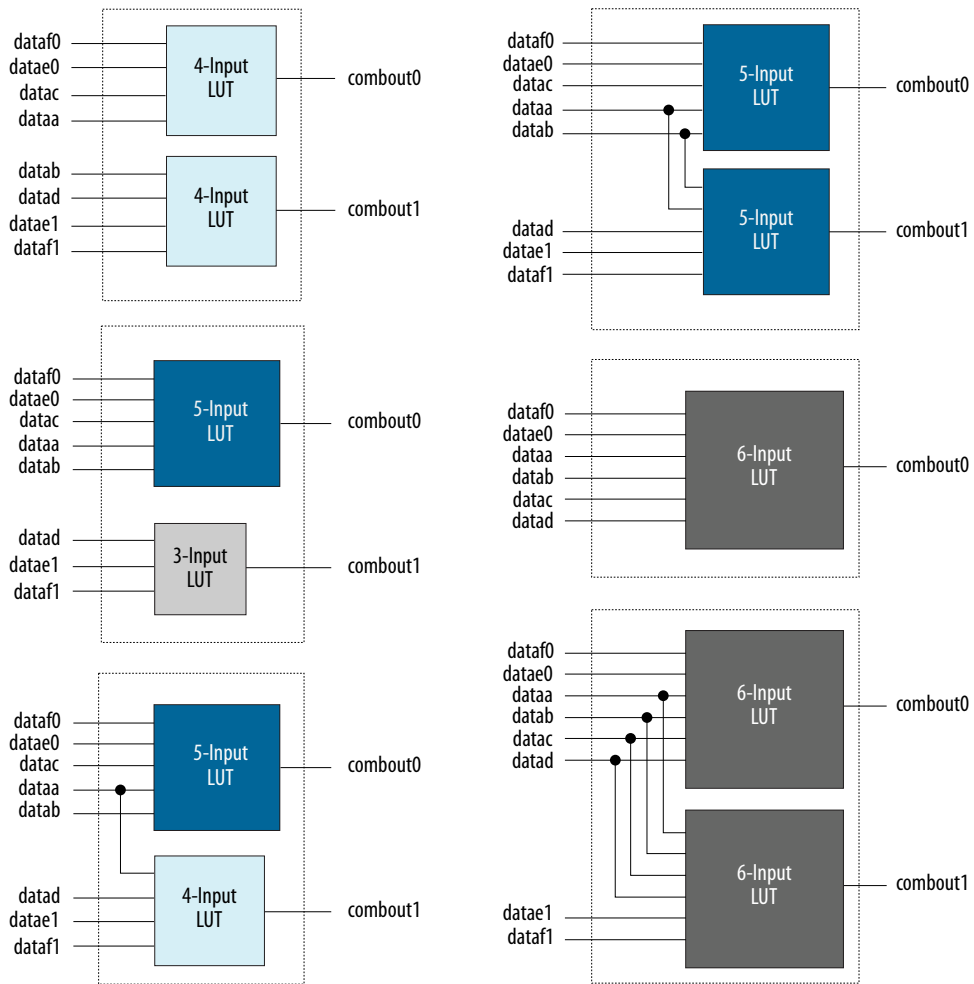 dataf0
datae0
datac
dataa
4-Input
LUT
combout0
datab
datad
datae1
dataf1
4-Input
LUT
combout1
dataf0
datae0
datac
dataa
datab
5-Input
LUT
combout0
datad
datae1
dataf1
3-Input
LUT
combout1
dataf0
datae0
datac
dataa
datab
5-Input
LUT
combout0
datad
datae1
dataf1
4-Input
LUT
combout1
dataf0
datae0
datac
dataa
datab
5-Input
LUT
combout0
datad
datae1
dataf1
5-Input
LUT
combout1
dataf0
datae0
dataa
datab
datac
datad
6-Input
LUT
combout0
dataf0
datae0
dataa
datab
datac
datad
6-Input
LUT
combout0
datae1
dataf1
6-Input
LUT
combout1